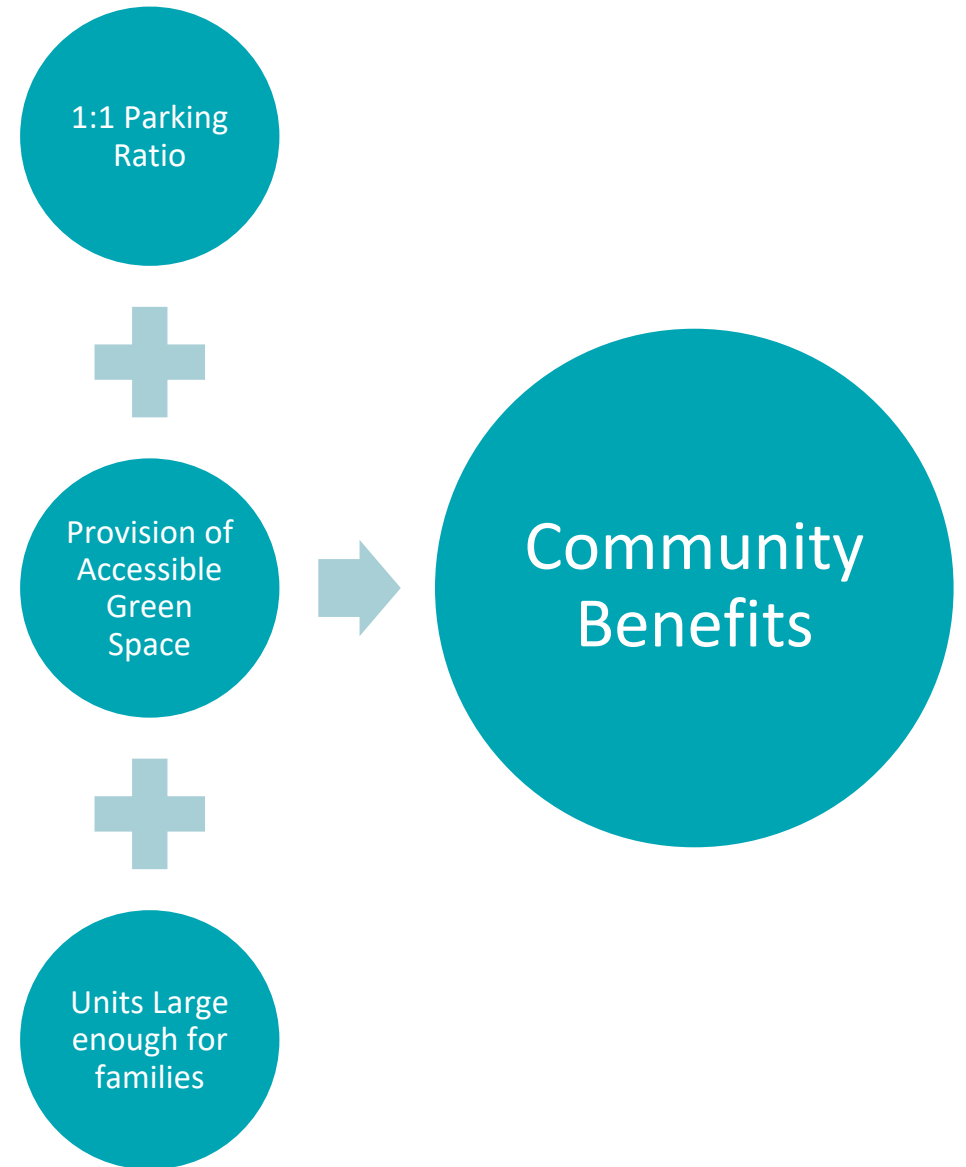 1:1 Parking
Ratio
Provision of
Accessible
Green
Space
Units Large
enough for
families
Community
Benefits